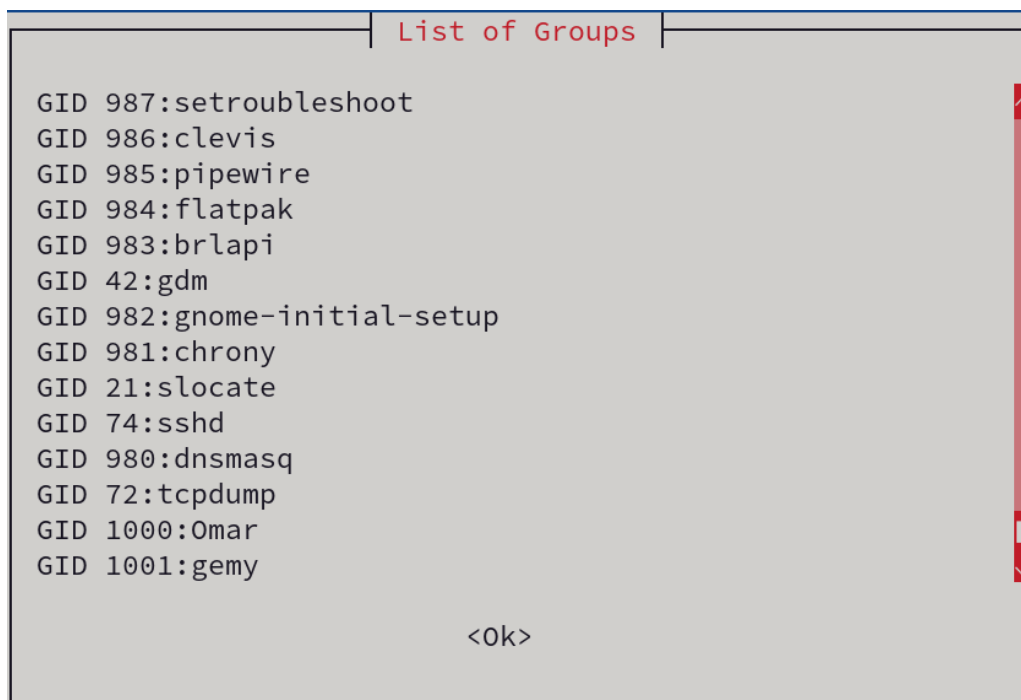 List of Groups
GID 987:setroubleshoot
GID 986:clevis
GID 985:pipewire
GID 984:flatpak
GID 983:brlapi
GID 42:gdm
GID 982:gnome-initial-setup
GID 981:chrony
GID 21:slocate
GID 74:sshd
GID 980:dnsmasq
GID 72:tcpdump
GID 1000:Omar
GID 1001:gemy
<Ok>